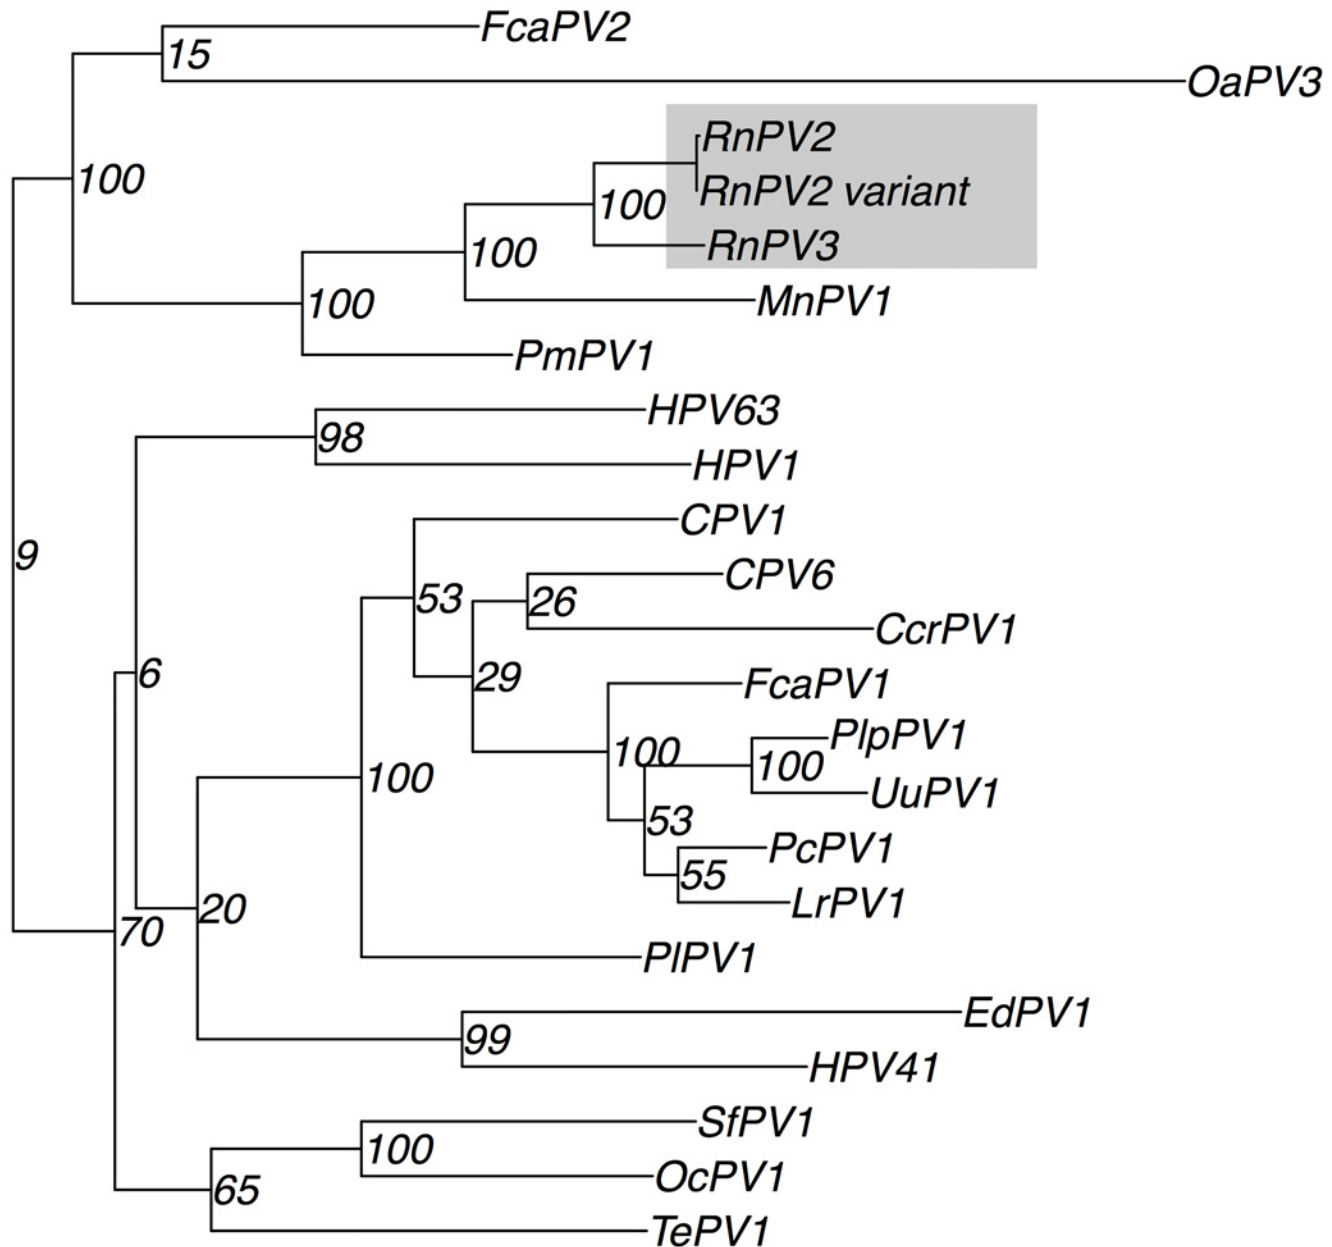 FcaPV2
15
OaPV3
RnPV2
100
RnPV2 variant
100
RnPV3
100
MnPV1
100
PmPV1
HPV63
98
HPV1
CPV1
9
CPV6
53
26
CcrPV1
6
29
FcaPV1
PlpPV1
100
100
100
UuPV1
53
PcPV1
55
LrPV1
20
70
PlPV1
EdPV1
99
HPV41
SfPV1
100
OcPV1
65
TePV1